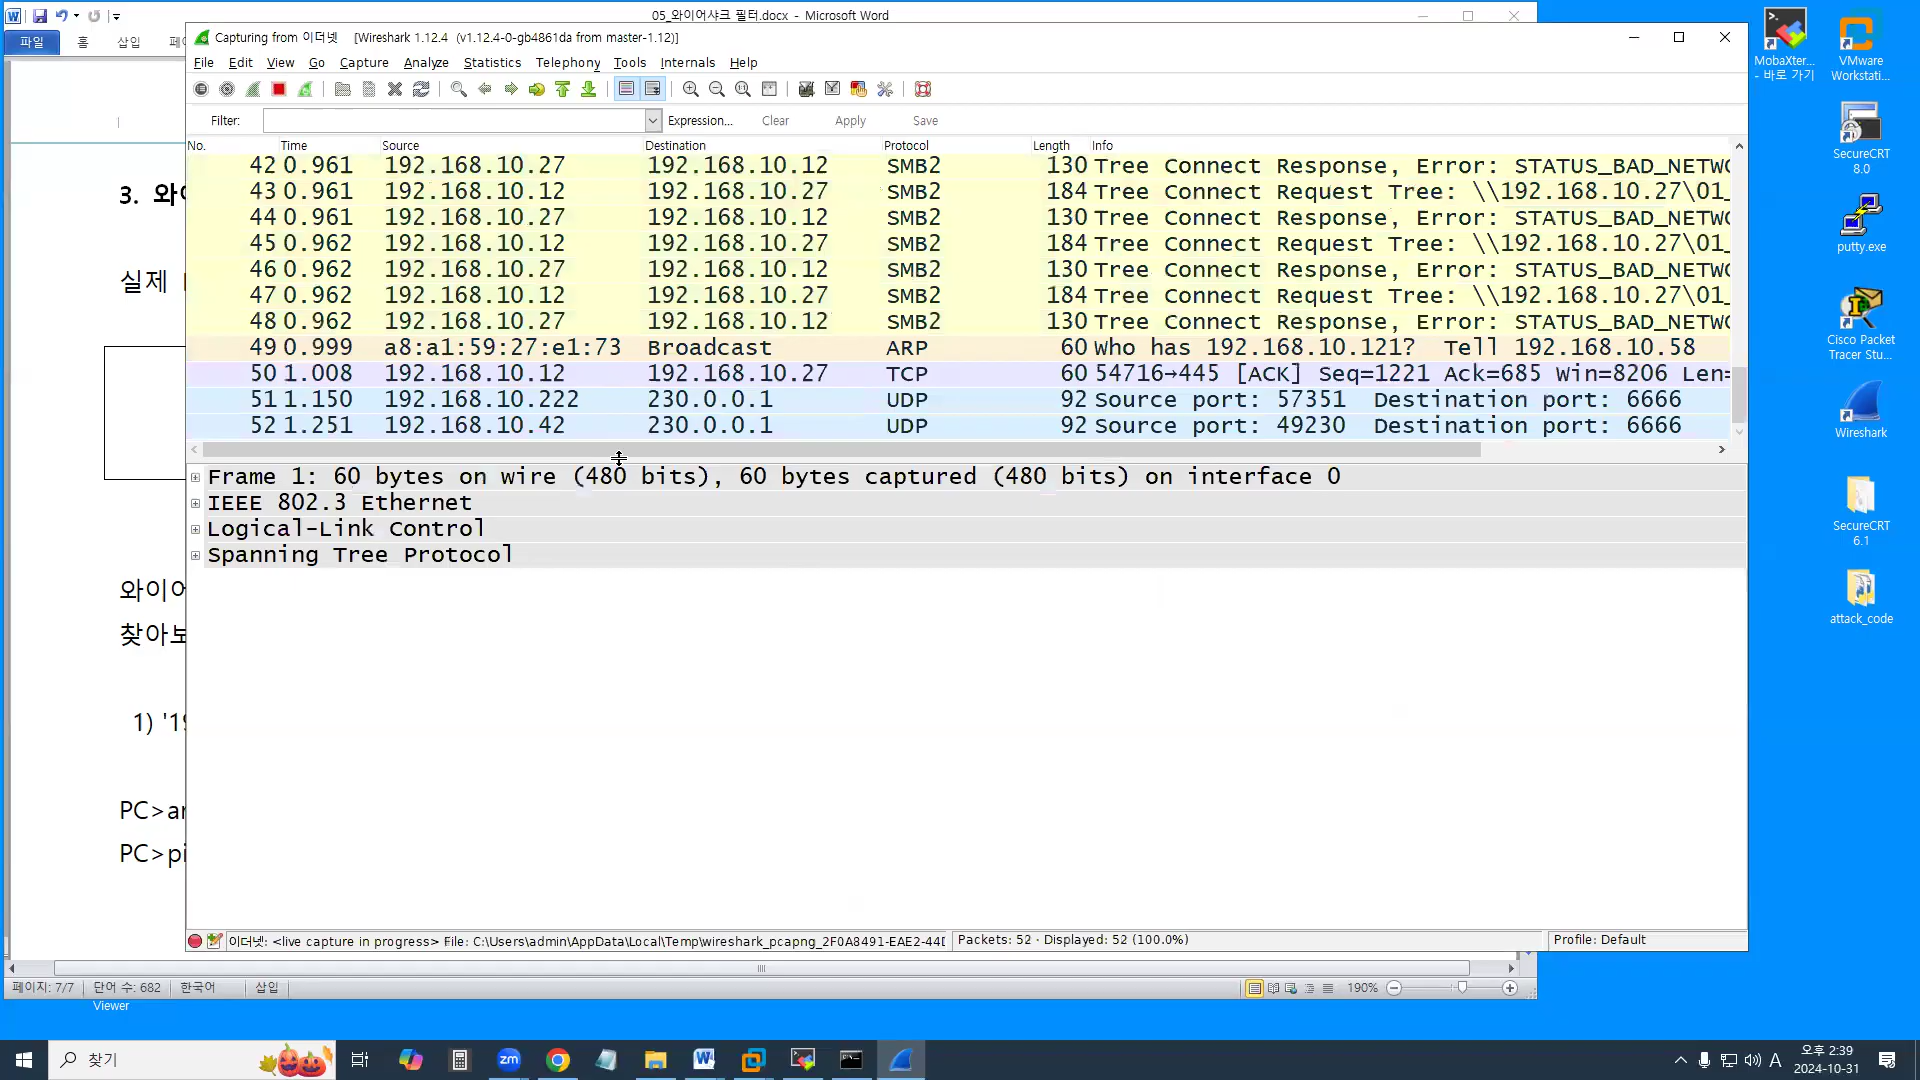 05_와이어샤크 필터.docx - Microsoft Word
파일
홈
삽입
Capturing from 이더넷 [Wireshark 1.12.4 (v1.12.4-0-gb4861da from master-1.12)]
File Edit View Go Capture Analyze Statistics Telephony Tools Internals Help
Filter: Expression... Clear Apply Save
No. Time Source Destination Protocol Length Info
42 0.961 192.168.10.27 192.168.10.12 SMB2 130 Tree Connect Response, Error: STATUS_BAD_NETWO
43 0.961 192.168.10.12 192.168.10.27 SMB2 184 Tree Connect Request Tree: \\192.168.10.27\01_
44 0.961 192.168.10.27 192.168.10.12 SMB2 130 Tree Connect Response, Error: STATUS_BAD_NETWO
45 0.962 192.168.10.12 192.168.10.27 SMB2 184 Tree Connect Request Tree: \\192.168.10.27\01_
46 0.962 192.168.10.27 192.168.10.12 SMB2 130 Tree Connect Response, Error: STATUS_BAD_NETWO
47 0.962 192.168.10.12 192.168.10.27 SMB2 184 Tree Connect Request Tree: \\192.168.10.27\01_
48 0.962 192.168.10.27 192.168.10.12 SMB2 130 Tree Connect Response, Error: STATUS_BAD_NETWO
49 0.999 a8:a1:59:27:e1:73 Broadcast ARP 60 Who has 192.168.10.121? Tell 192.168.10.58
50 1.008 192.168.10.12 192.168.10.27 TCP 60 54716→445 [ACK] Seq=1221 Ack=685 Win=8206 Len=
51 1.150 192.168.10.222 230.0.0.1 UDP 92 Source port: 57351 Destination port: 6666
52 1.251 192.168.10.42 230.0.0.1 UDP 92 Source port: 49230 Destination port: 6666
Frame 1: 60 bytes on wire (480 bits), 60 bytes captured (480 bits) on interface 0
IEEE 802.3 Ethernet
Logical-Link Control
Spanning Tree Protocol
이더넷: <live capture in progress> File: C:\Users\admin\AppData\Local\Temp\wireshark_pcapng_2F0A8491-EAE2-44D
Packets: 52 · Displayed: 52 (100.0%)
Profile: Default
3. 와이
실제
와이어
찾아보
1) '19
PC>ar
PC>pi
페이지: 7/7 단어 수: 682 한국어 삽입 190%
Viewer
MobaXter...
- 바로 가기
VMware
Workstati...
SecureCRT
8.0
putty.exe
Cisco Packet
Tracer Stu...
Wireshark
SecureCRT
6.1
attack_code
찾기
zm
A
오후 2:39
2024-10-31